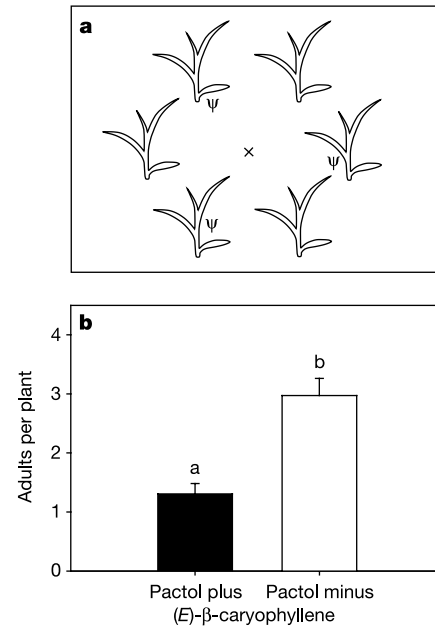 a
ψ
×
ψ
ψ
b
4
3
2
1
0
Adults per plant
a
b
Pactol plus Pactol minus
(E)-β-caryophyllene